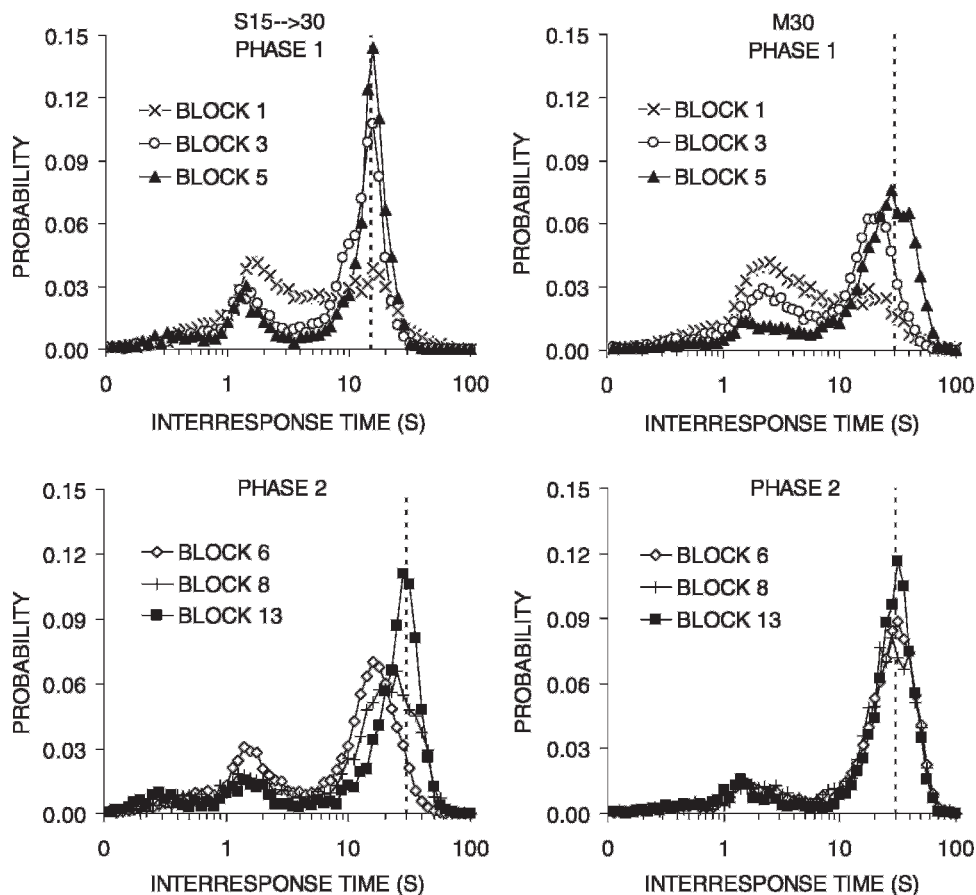 S15-->30
PHASE 1
0.15
0.12
0.09
0.06
0.03
0.00
PROBABILITY
BLOCK 1
BLOCK 3
BLOCK 5
0
1
10
100
INTERRESPONSE TIME (S)
M30
PHASE 1
0.15
0.12
0.09
0.06
0.03
0.00
PROBABILITY
BLOCK 1
BLOCK 3
BLOCK 5
0
1
10
100
INTERRESPONSE TIME (S)
PHASE 2
0.15
0.12
0.09
0.06
0.03
0.00
PROBABILITY
BLOCK 6
BLOCK 8
BLOCK 13
0
1
10
100
INTERRESPONSE TIME (S)
PHASE 2
0.15
0.12
0.09
0.06
0.03
0.00
PROBABILITY
BLOCK 6
BLOCK 8
BLOCK 13
0
1
10
100
INTERRESPONSE TIME (S)